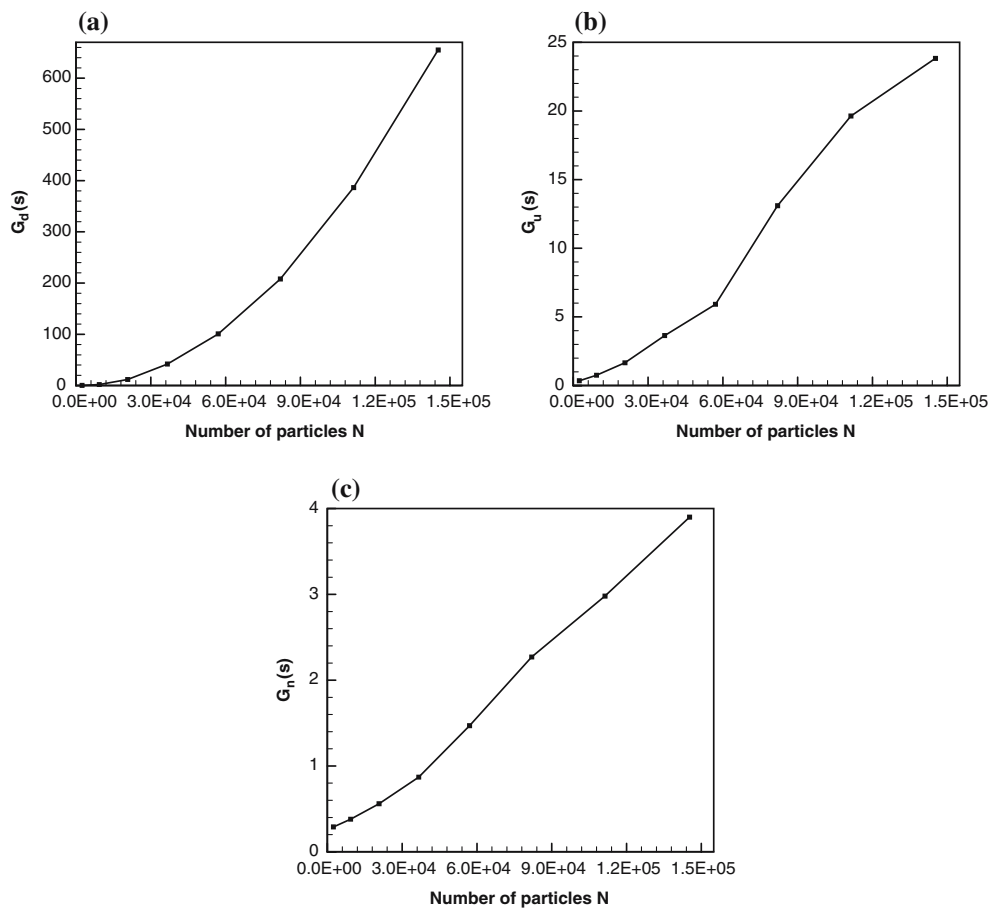 (a)
600
500
400
300
200
100
0
G_d(s)
0.0E+00 3.0E+04 6.0E+04 9.0E+04 1.2E+05 1.5E+05
Number of particles N
(b)
25
20
15
10
5
0
G_u(s)
0.0E+00 3.0E+04 6.0E+04 9.0E+04 1.2E+05 1.5E+05
Number of particles N
(c)
4
3
2
1
0
G_n(s)
0.0E+00 3.0E+04 6.0E+04 9.0E+04 1.2E+05 1.5E+05
Number of particles N